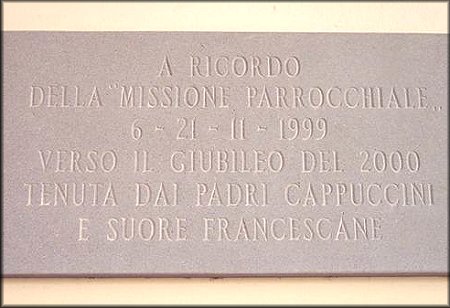 A RICORDO
DELLA "MISSIONE PARROCCHIALE„
6 - 21 - 11 - 1999
VERSO IL GIUBILEO DEL 2000
TENUTA DAI PADRI CAPPUCCINI
E SUORE FRANCESCANE